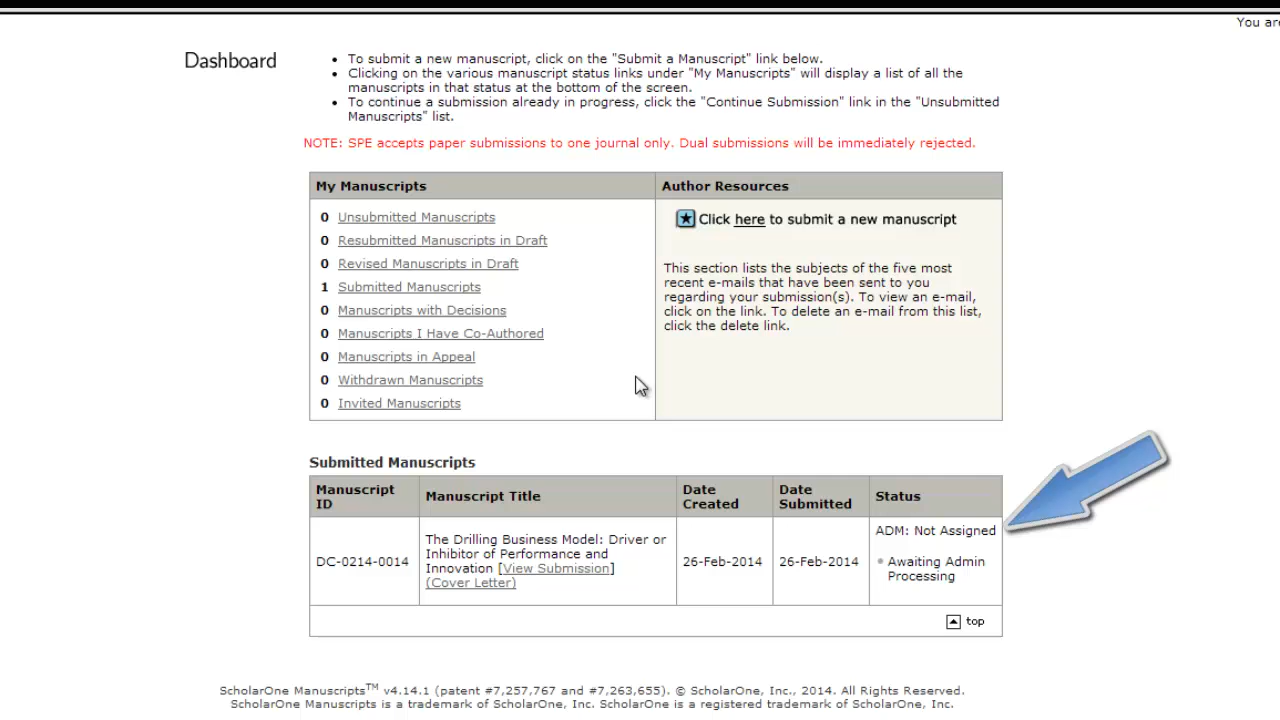 You are
Dashboard
To submit a new manuscript, click on the "Submit a Manuscript" link below.
Clicking on the various manuscript status links under "My Manuscripts" will display a list of all the
manuscripts in that status at the bottom of the screen.
To continue a submission already in progress, click the "Continue Submission" link in the "Unsubmitted
Manuscripts" list.
NOTE: SPE accepts paper submissions to one journal only. Dual submissions will be immediately rejected.
My Manuscripts
0 Unsubmitted Manuscripts
0 Resubmitted Manuscripts in Draft
0 Revised Manuscripts in Draft
1 Submitted Manuscripts
0 Manuscripts with Decisions
0 Manuscripts I Have Co-Authored
0 Manuscripts in Appeal
0 Withdrawn Manuscripts
0 Invited Manuscripts
Author Resources
Click here to submit a new manuscript
This section lists the subjects of the five most
recent e-mails that have been sent to you
regarding your submission(s). To view an e-mail,
click on the link. To delete an e-mail from this list,
click the delete link.
Submitted Manuscripts
Manuscript
ID
Manuscript Title
Date
Created
Date
Submitted
Status
DC-0214-0014
The Drilling Business Model: Driver or
Inhibitor of Performance and
Innovation [View Submission]
(Cover Letter)
26-Feb-2014
26-Feb-2014
ADM: Not Assigned
Awaiting Admin
Processing
top
ScholarOne Manuscripts™ v4.14.1 (patent #7,257,767 and #7,263,655). © ScholarOne, Inc., 2014. All Rights Reserved.
ScholarOne Manuscripts is a trademark of ScholarOne, Inc. ScholarOne is a registered trademark of ScholarOne, Inc.